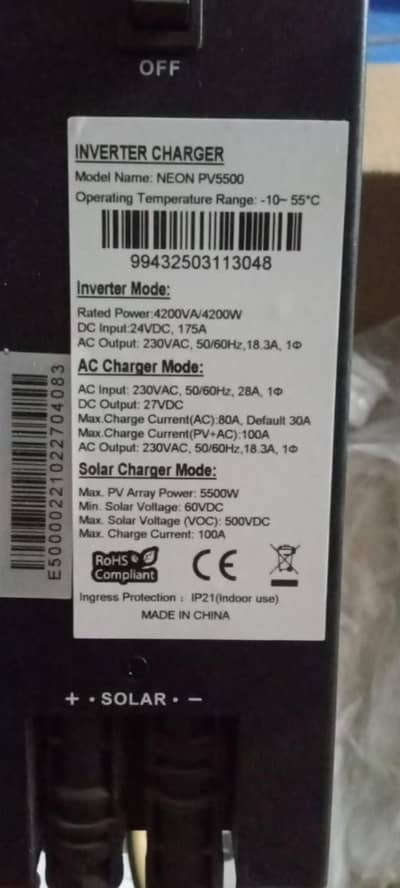 OFF
INVERTER CHARGER
Model Name: NEON PV5500
Operating Temperature Range: -10~ 55°C
99432503113048
Inverter Mode:
Rated Power:4200VA/4200W
DC Input:24VDC, 175A
AC Output: 230VAC, 50/60Hz,18.3A, 1Φ
AC Charger Mode:
AC Input: 230VAC, 50/60Hz, 28A, 1Φ
DC Output: 27VDC
Max.Charge Current(AC):80A, Default 30A
Max.Charge Current(PV+AC):100A
AC Output: 230VAC, 50/60Hz,18.3A, 1Φ
Solar Charger Mode:
Max. PV Array Power: 5500W
Min. Solar Voltage: 60VDC
Max. Solar Voltage (VOC): 500VDC
Max. Charge Current: 100A
RoHS
Compliant
CE
Ingress Protection : IP21(Indoor use)
MADE IN CHINA
E50000221022704083
+ • SOLAR • −